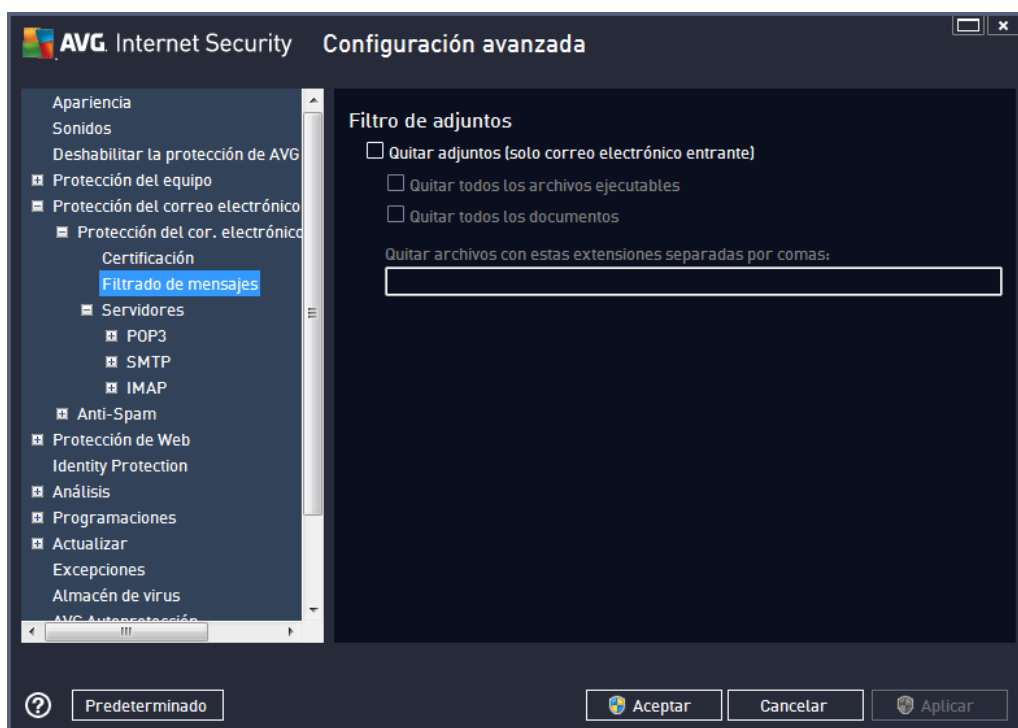 AVG. Internet Security
Configuración avanzada
Apariencia
Sonidos
Deshabilitar la protección de AVG
Protección del equipo
Protección del correo electrónico
Protección del cor. electrónico
Certificación
Filtrado de mensajes
Servidores
POP3
SMTP
IMAP
Anti-Spam
Protección de Web
Identity Protection
Análisis
Programaciones
Actualizar
Excepciones
Almacén de virus
AVG Autoprotección
Filtro de adjuntos
Quitar adjuntos (solo correo electrónico entrante)
Quitar todos los archivos ejecutables
Quitar todos los documentos
Quitar archivos con estas extensiones separadas por comas:
Predeterminado
Aceptar
Cancelar
Aplicar